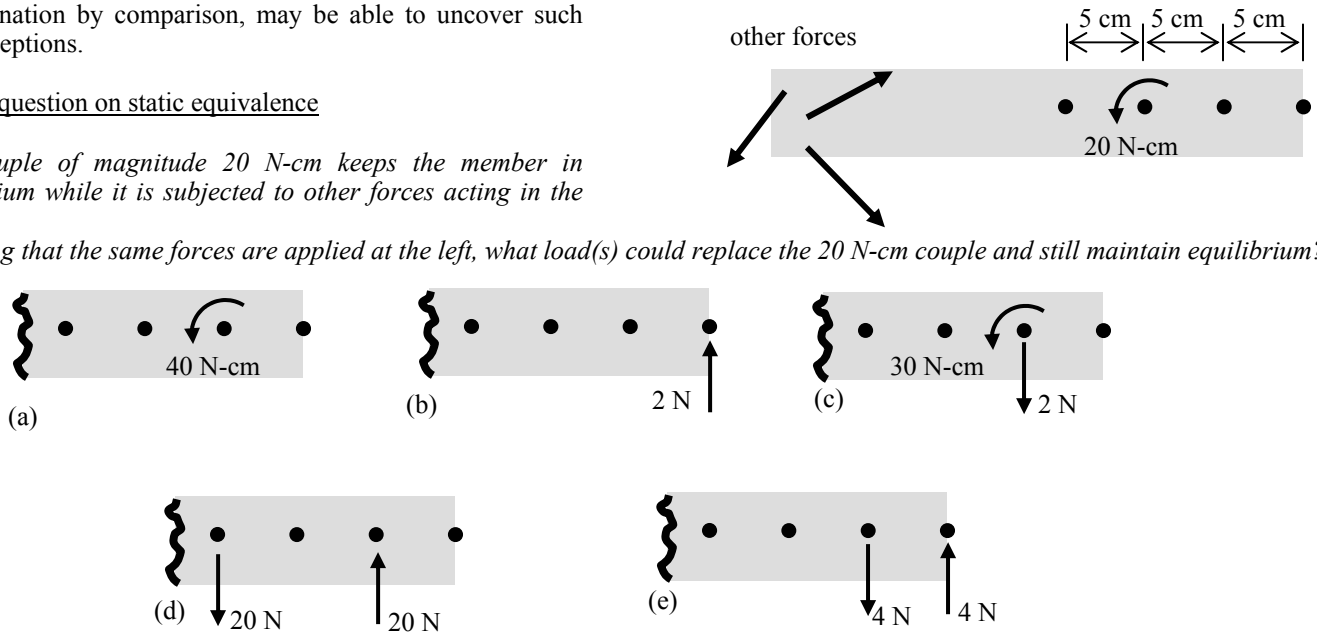 nation by comparison, may be able to uncover such
eptions.
question on static equivalence
uple of magnitude 20 N-cm keeps the member in
ium while it is subjected to other forces acting in the
other forces
5 cm 5 cm 5 cm
20 N-cm
g that the same forces are applied at the left, what load(s) could replace the 20 N-cm couple and still maintain equilibrium?
40 N-cm
(a)
2 N
(b)
30 N-cm
2 N
(c)
(d)
20 N
20 N
(e)
4 N
4 N